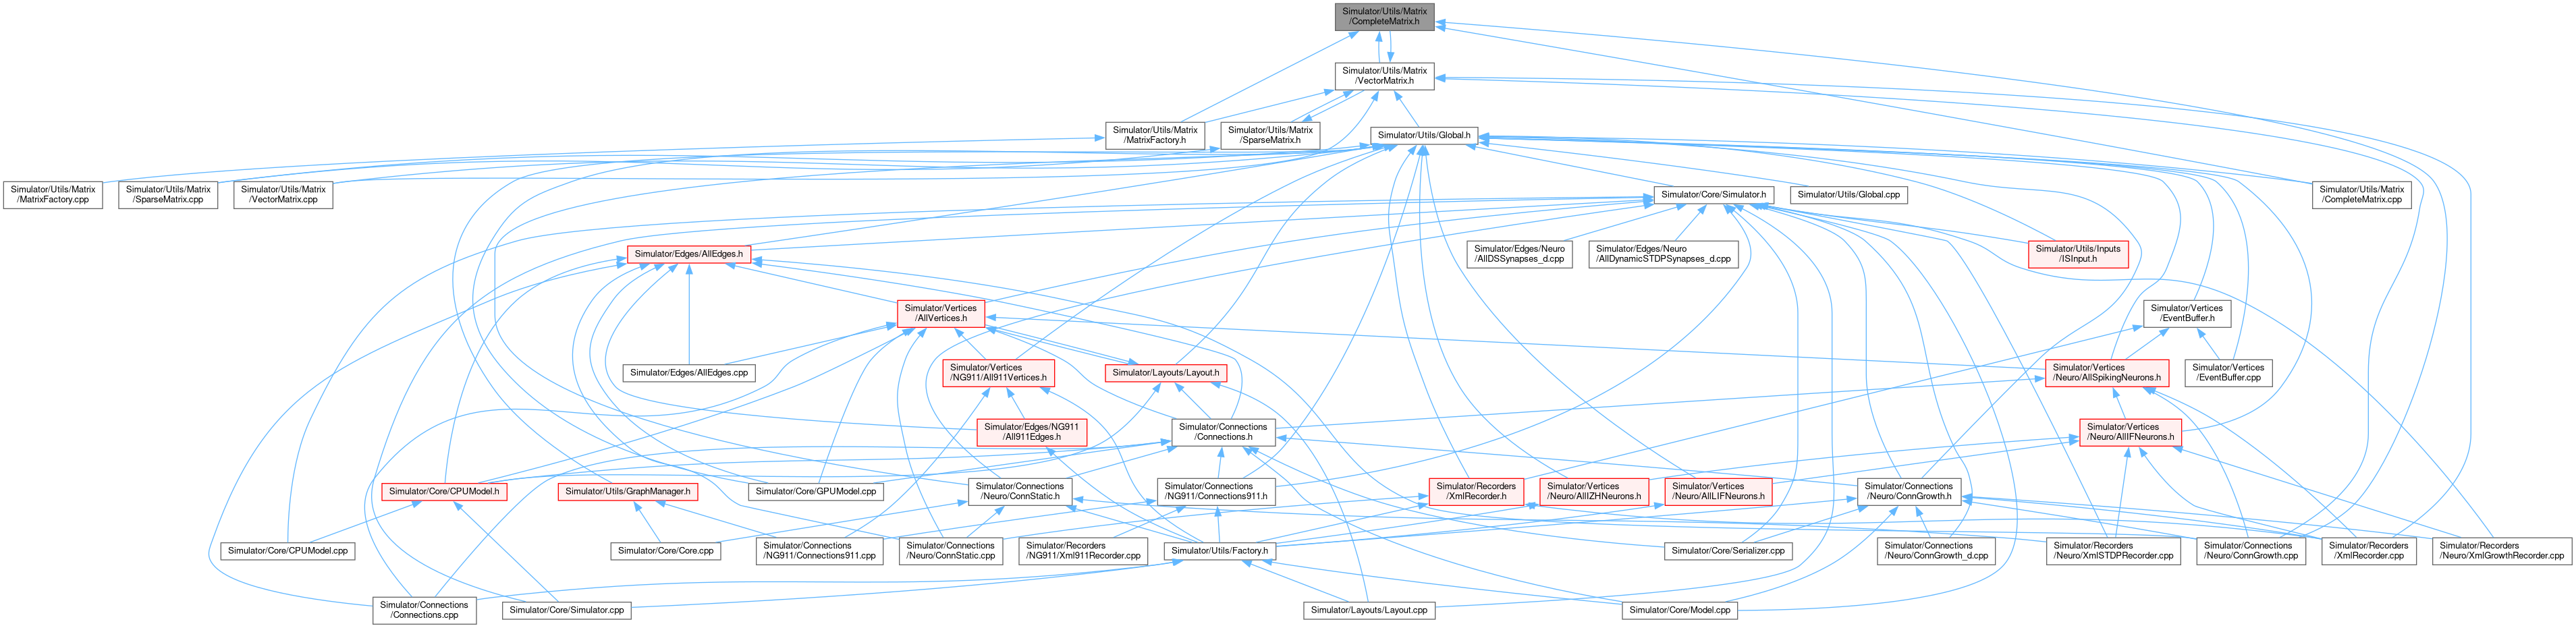 Simulator/Utils/Matrix
/CompleteMatrix.h
Simulator/Utils/Matrix
/VectorMatrix.h
Simulator/Utils/Matrix
/MatrixFactory.h
Simulator/Utils/Matrix
/SparseMatrix.h
Simulator/Utils/Global.h
Simulator/Utils/Matrix
/MatrixFactory.cpp
Simulator/Utils/Matrix
/SparseMatrix.cpp
Simulator/Utils/Matrix
/VectorMatrix.cpp
Simulator/Core/Simulator.h
Simulator/Utils/Global.cpp
Simulator/Utils/Matrix
/CompleteMatrix.cpp
Simulator/Edges/AllEdges.h
Simulator/Edges/Neuro
/AllDSSynapses_d.cpp
Simulator/Edges/Neuro
/AllDynamicSTDPSynapses_d.cpp
Simulator/Utils/Inputs
/ISInput.h
Simulator/Vertices
/AllVertices.h
Simulator/Vertices
/EventBuffer.h
Simulator/Edges/AllEdges.cpp
Simulator/Vertices
/NG911/All911Vertices.h
Simulator/Layouts/Layout.h
Simulator/Vertices
/Neuro/AllSpikingNeurons.h
Simulator/Vertices
/EventBuffer.cpp
Simulator/Edges/NG911
/All911Edges.h
Simulator/Connections
/Connections.h
Simulator/Vertices
/Neuro/AllIFNeurons.h
Simulator/Core/CPUModel.h
Simulator/Utils/GraphManager.h
Simulator/Core/GPUModel.cpp
Simulator/Connections
/Neuro/ConnStatic.h
Simulator/Connections
/NG911/Connections911.h
Simulator/Recorders
/XmlRecorder.h
Simulator/Vertices
/Neuro/AllIZHNeurons.h
Simulator/Vertices
/Neuro/AllLIFNeurons.h
Simulator/Connections
/Neuro/ConnGrowth.h
Simulator/Core/CPUModel.cpp
Simulator/Core/Core.cpp
Simulator/Connections
/NG911/Connections911.cpp
Simulator/Connections
/Neuro/ConnStatic.cpp
Simulator/Recorders
/NG911/Xml911Recorder.cpp
Simulator/Utils/Factory.h
Simulator/Core/Serializer.cpp
Simulator/Connections
/Neuro/ConnGrowth_d.cpp
Simulator/Recorders
/Neuro/XmlSTDPRecorder.cpp
Simulator/Connections
/Neuro/ConnGrowth.cpp
Simulator/Recorders
/XmlRecorder.cpp
Simulator/Recorders
/Neuro/XmlGrowthRecorder.cpp
Simulator/Connections
/Connections.cpp
Simulator/Core/Simulator.cpp
Simulator/Layouts/Layout.cpp
Simulator/Core/Model.cpp